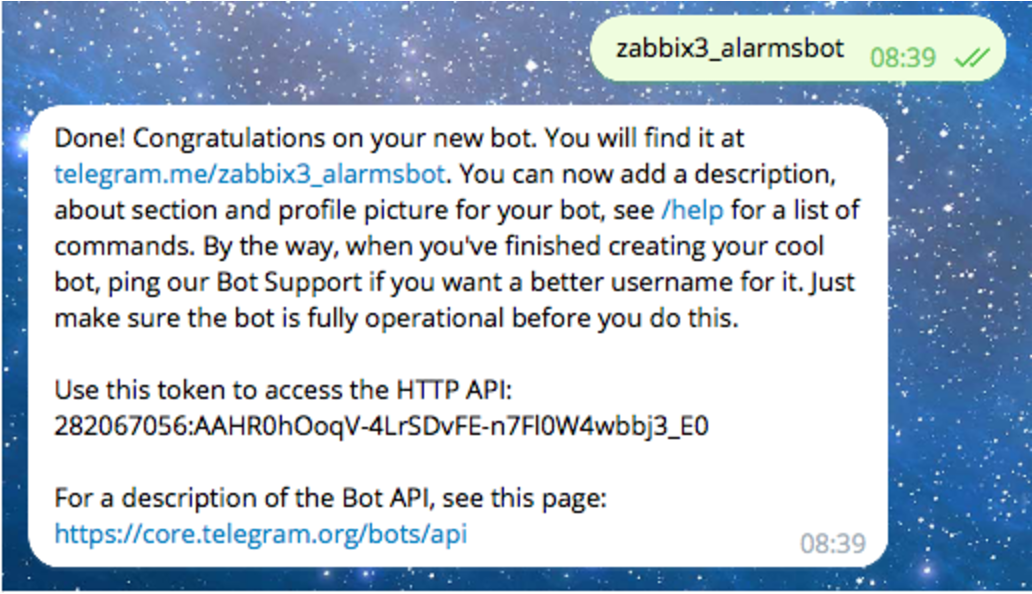 zabbix3_alarmsbot 08:39
Done! Congratulations on your new bot. You will find it at
telegram.me/zabbix3_alarmsbot. You can now add a description,
about section and profile picture for your bot, see /help for a list of
commands. By the way, when you've finished creating your cool
bot, ping our Bot Support if you want a better username for it. Just
make sure the bot is fully operational before you do this.
Use this token to access the HTTP API:
282067056:AAHR0hOoqV-4LrSDvFE-n7Fl0W4wbbj3_E0
For a description of the Bot API, see this page:
https://core.telegram.org/bots/api
08:39